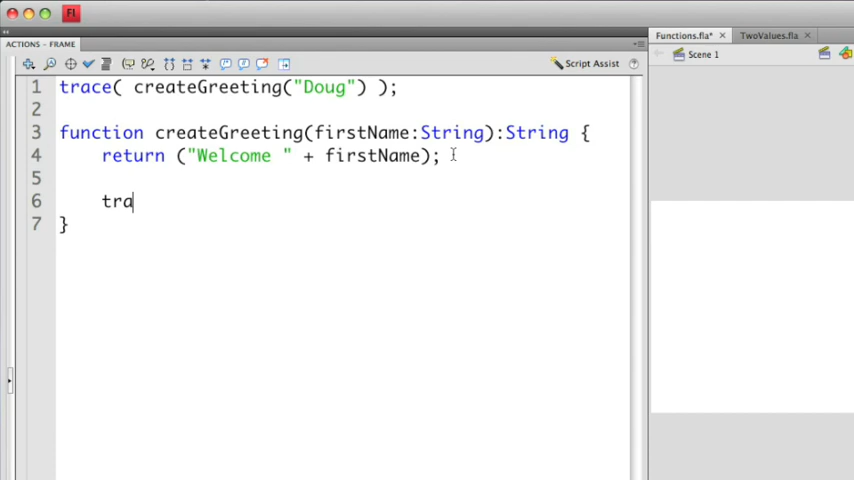 Fl
ACTIONS - FRAME
Functions.fla* × TwoValues.fla ×
Script Assist
Scene 1
1 trace( createGreeting("Doug") );
2
3 function createGreeting(firstName:String):String {
4 return ("Welcome " + firstName);
5
6 tra
7 }